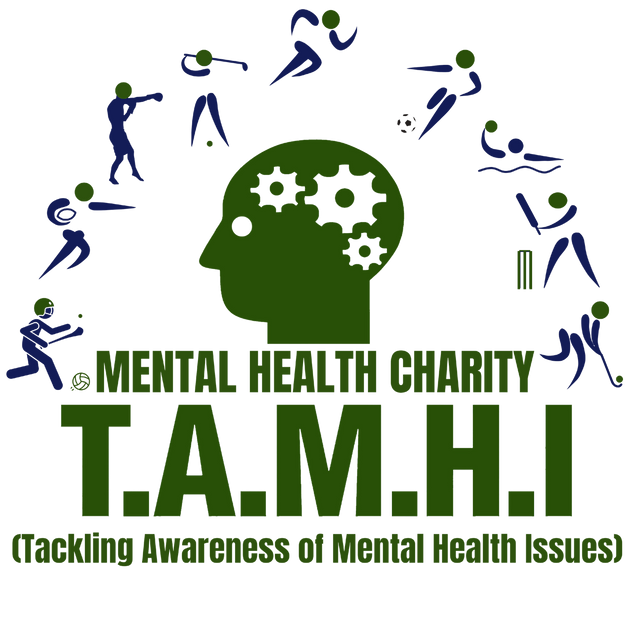 MENTAL HEALTH CHARITY
T.A.M.H.I
(Tackling Awareness of Mental Health Issues)